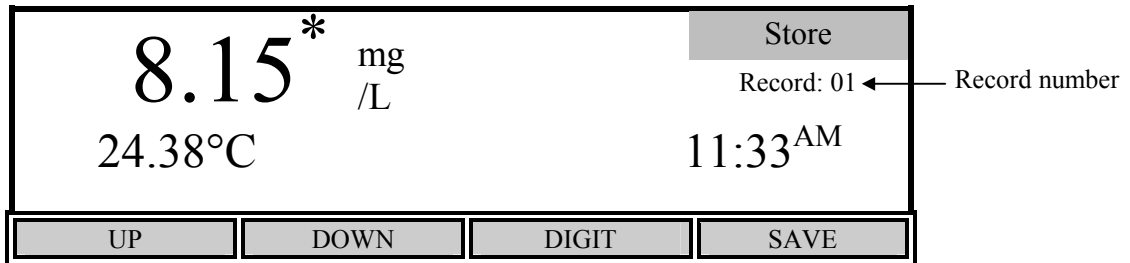 8.15* mg /L
Store
Record: 01
Record number
24.38°C
11:33AM
UP DOWN DIGIT SAVE